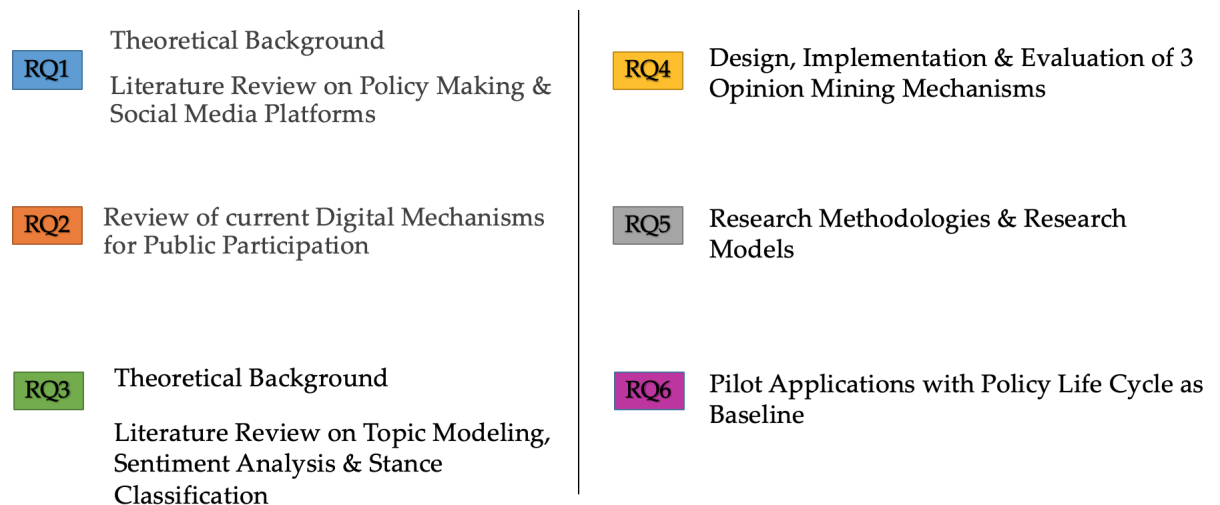 RQ1
Theoretical Background
Literature Review on Policy Making &
Social Media Platforms
RQ2
Review of current Digital Mechanisms
for Public Participation
RQ3
Theoretical Background
Literature Review on Topic Modeling,
Sentiment Analysis & Stance
Classification
RQ4
Design, Implementation & Evaluation of 3
Opinion Mining Mechanisms
RQ5
Research Methodologies & Research
Models
RQ6
Pilot Applications with Policy Life Cycle as
Baseline